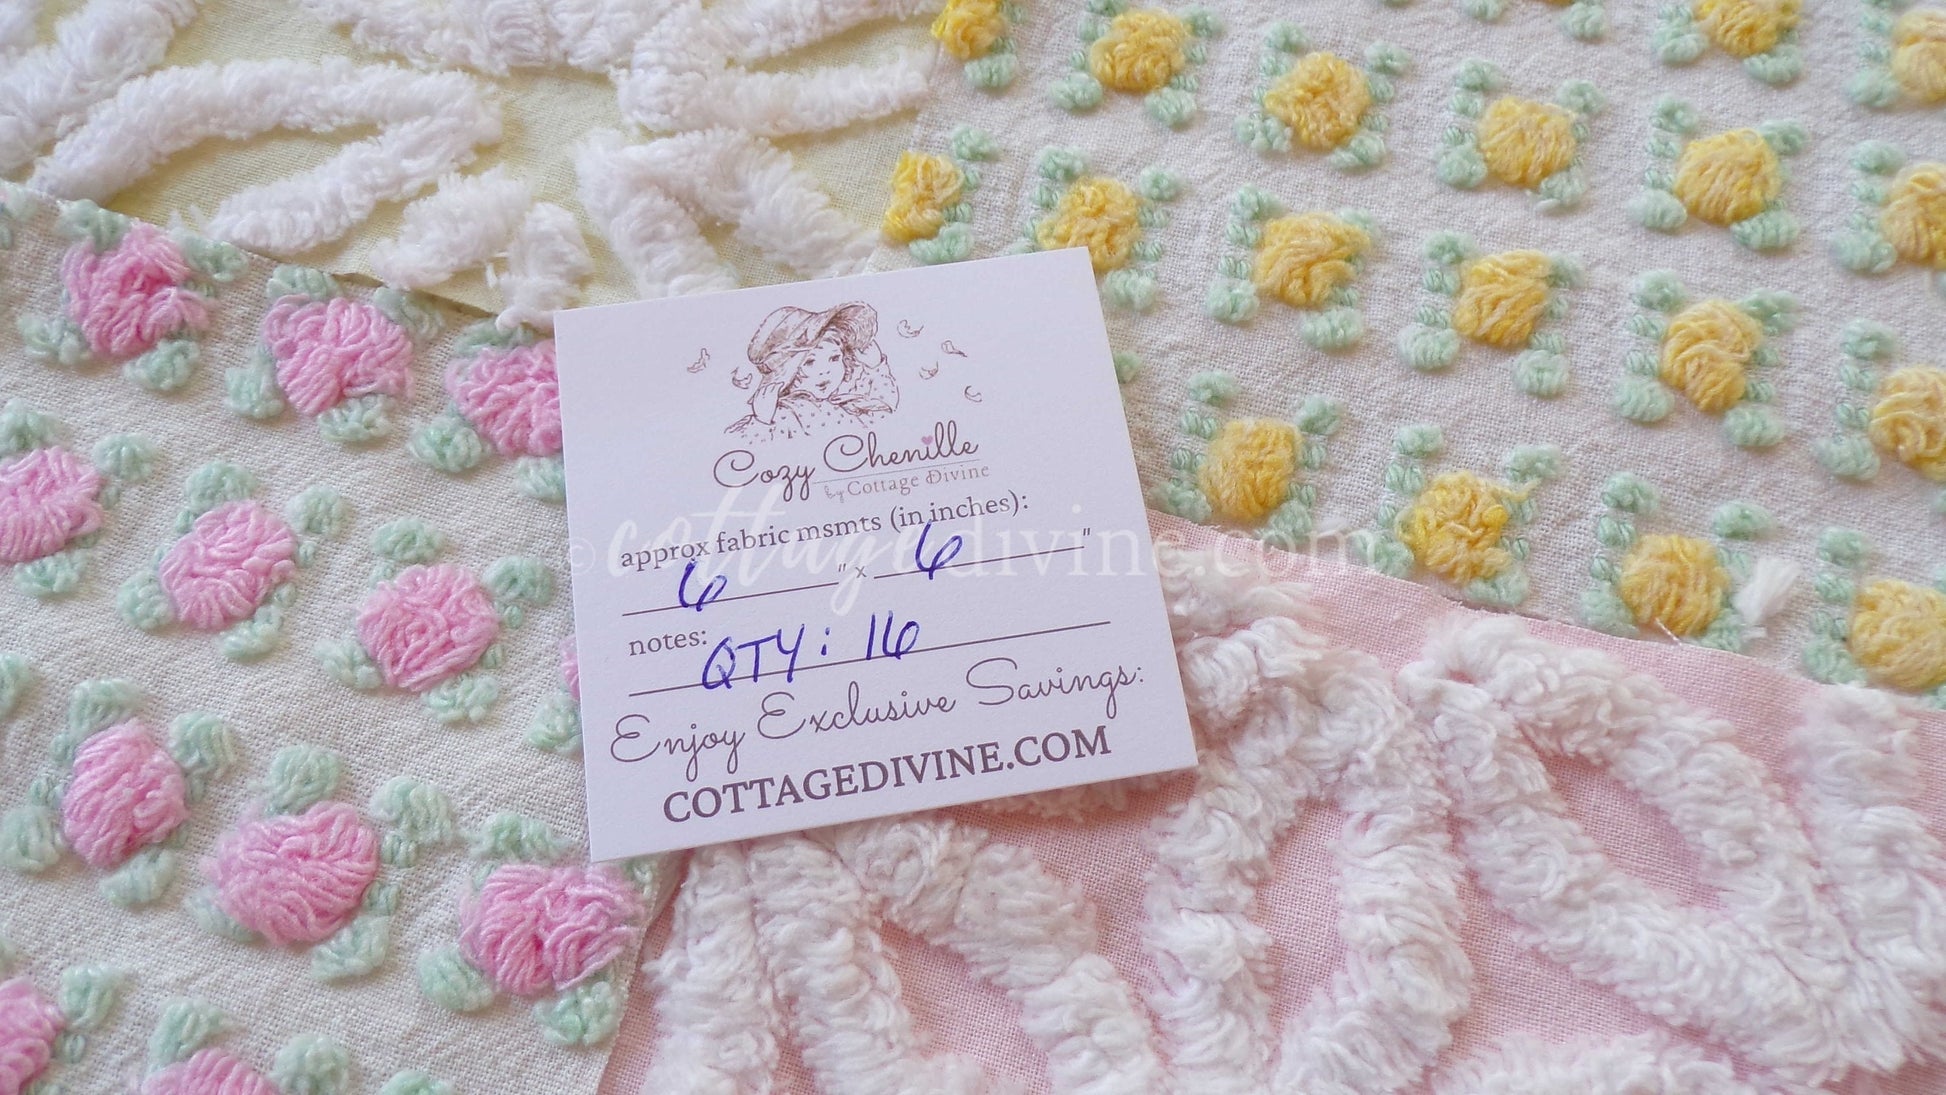 Cozy Chenille
by Cottage Divine
approx fabric msmts (in inches):
6 " x 6 "
notes: QTY: 16
Enjoy Exclusive Savings:
COTTAGEDIVINE.COM
© cottagedivine.com